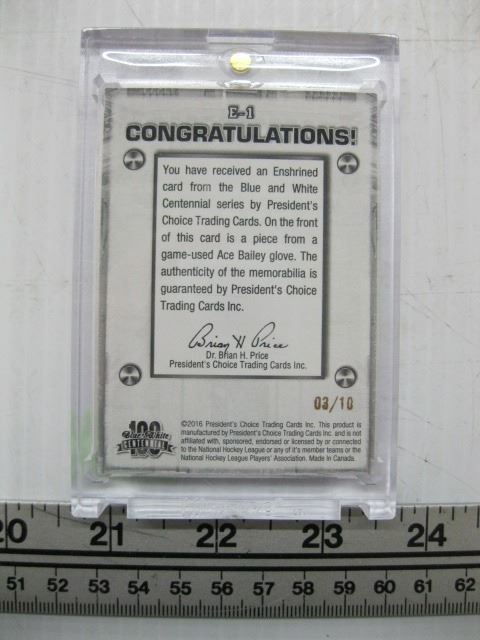 E-1
CONGRATULATIONS!
You have received an Enshrined
card from the Blue and White
Centennial series by President's
Choice Trading Cards. On the front
of this card is a piece from a
game-used Ace Bailey glove. The
authenticity of the memorabilia is
guaranteed by President's Choice
Trading Cards Inc.
Brian H Price
Dr. Brian H. Price
President's Choice Trading Cards Inc.
03/10
100
Blue & White
CENTENNIAL
©2016 President's Choice Trading Cards Inc. This product is
manufactured by President's Choice Trading Cards Inc. and is not
affiliated with, sponsored, endorsed or licensed by or connected
to the National Hockey League or any of it's member teams or the
National Hockey League Players' Association. Made in Canada.
20 21 22 23 24
51 52 53 54 55 56 57 58 59 60 61 62